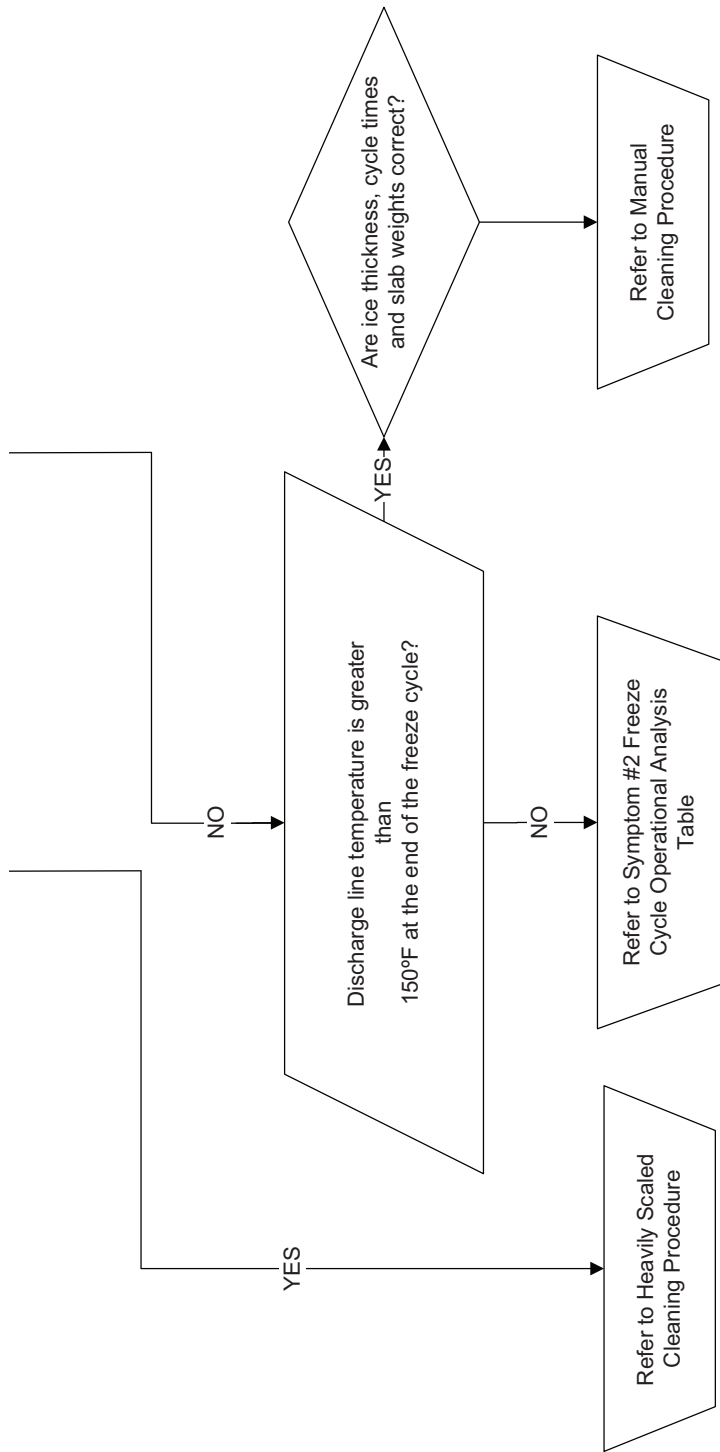 YES
NO
Discharge line temperature is greater
than
150ºF at the end of the freeze cycle?
YES
Are ice thickness, cycle times
and slab weights correct?
NO
Refer to Heavily Scaled
Cleaning Procedure
Refer to Symptom #2 Freeze
Cycle Operational Analysis
Table
Refer to Manual
Cleaning Procedure